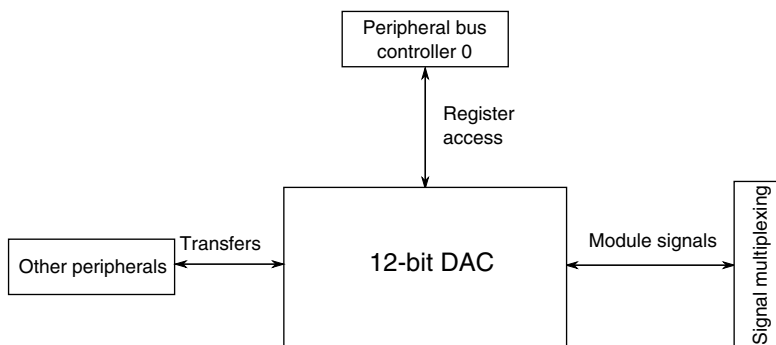 Peripheral bus
controller 0
Register
access
Transfers
Other peripherals
12-bit DAC
Module signals
Signal multiplexing